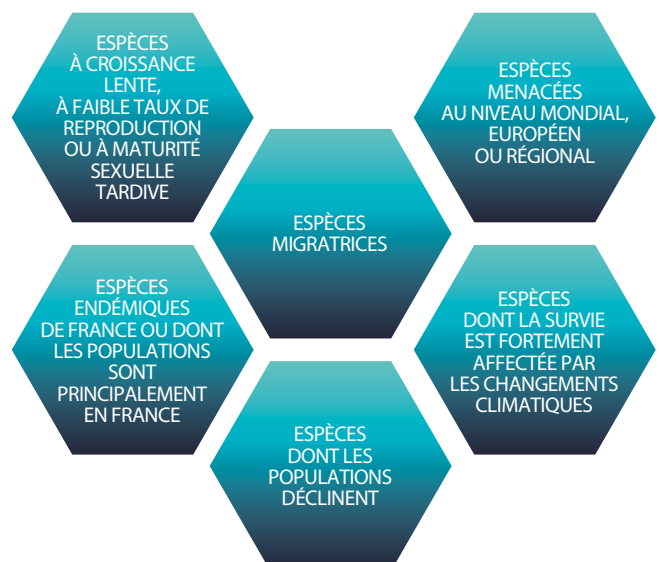 ESPÈCES
À CROISSANCE
LENTE,
À FAIBLE TAUX DE
REPRODUCTION
OU À MATURITÉ
SEXUELLE
TARDIVE
ESPÈCES
MENACÉES
AU NIVEAU MONDIAL,
EUROPÉEN
OU RÉGIONAL
ESPÈCES
MIGRATRICES
ESPÈCES
ENDÉMIQUES
DE FRANCE OU DONT
LES POPULATIONS
SONT
PRINCIPALEMENT
EN FRANCE
ESPÈCES
DONT LA SURVIE
EST FORTEMENT
AFFECTÉE PAR
LES CHANGEMENTS
CLIMATIQUES
ESPÈCES
DONT LES
POPULATIONS
DÉCLINENT